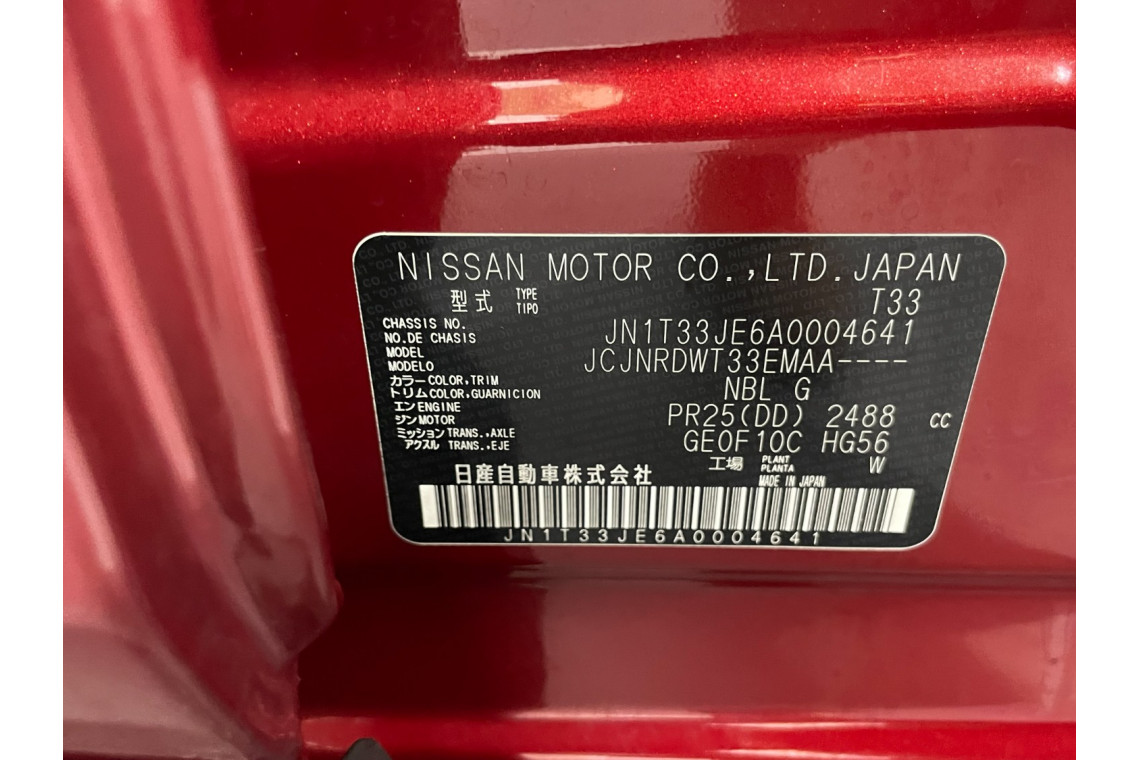 NISSAN MOTOR CO.,LTD.JAPAN
型式 TYPE TIPO T33
CHASSIS NO.
NO.DE CHASIS JN1T33JE6A0004641
MODEL
MODELO JCJNRDWT33EMAA----
カラー COLOR,TRIM
トリム COLOR,GUARNICION NBL G
エンジン ENGINE MOTOR PR25(DD) 2488 cc
ミッション TRANS.,AXLE
アクスル TRANS.,EJE GE0F10C HG56
工場 PLANT PLANTA W
日産自動車株式会社 MADE IN JAPAN
JN1T33JE6A0004641